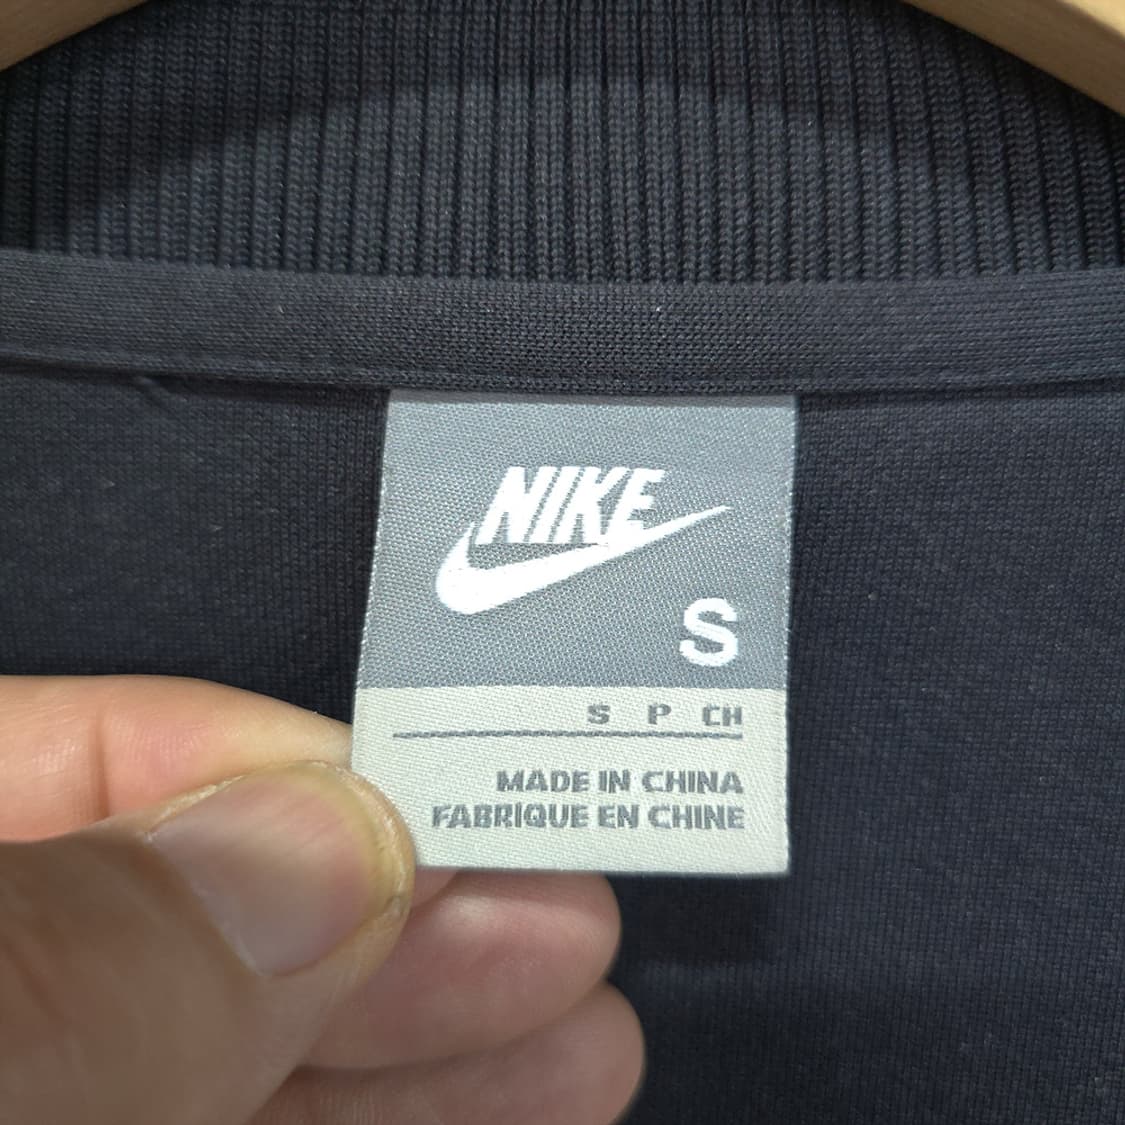 NIKE
S
S P CH
MADE IN CHINA
FABRIQUE EN CHINE